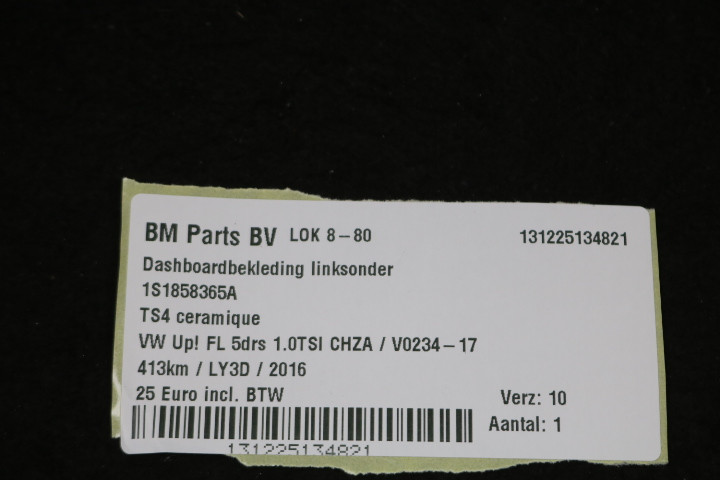 BM Parts BV LOK 8-80 131225134821
Dashboardbekleding linksonder
1S1858365A
TS4 ceramique
VW Up! FL 5drs 1.0TSI CHZA / V0234-17
413km / LY3D / 2016
25 Euro incl. BTW Verz: 10
Aantal: 1
131225134821